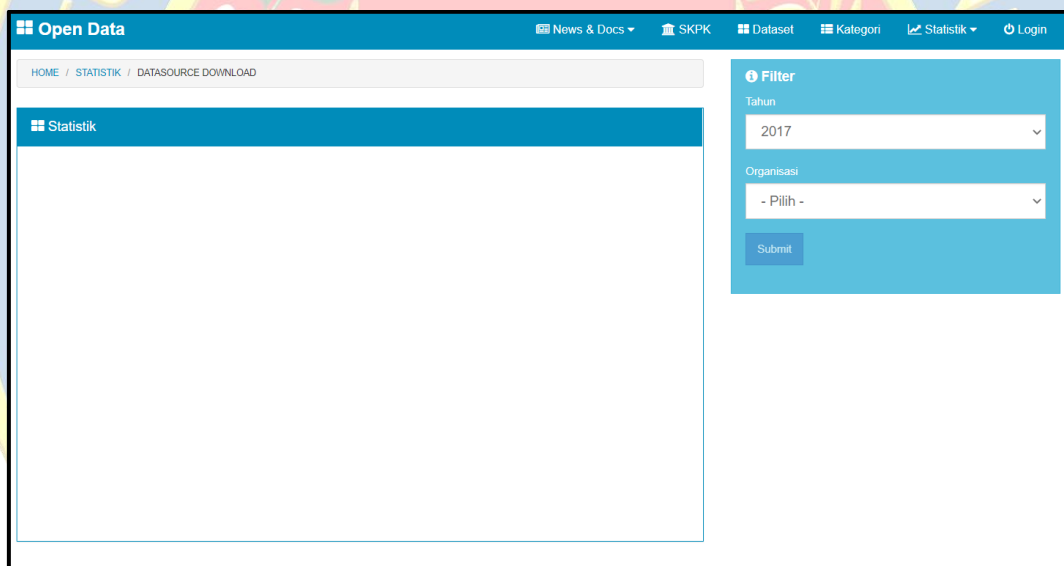 Open Data
News & Docs
SKPK
Dataset
Kategori
Statistik
Login
HOME / STATISTIK / DATASOURCE DOWNLOAD
Statistik
Filter
Tahun
2017
Organisasi
- Pilih -
Submit